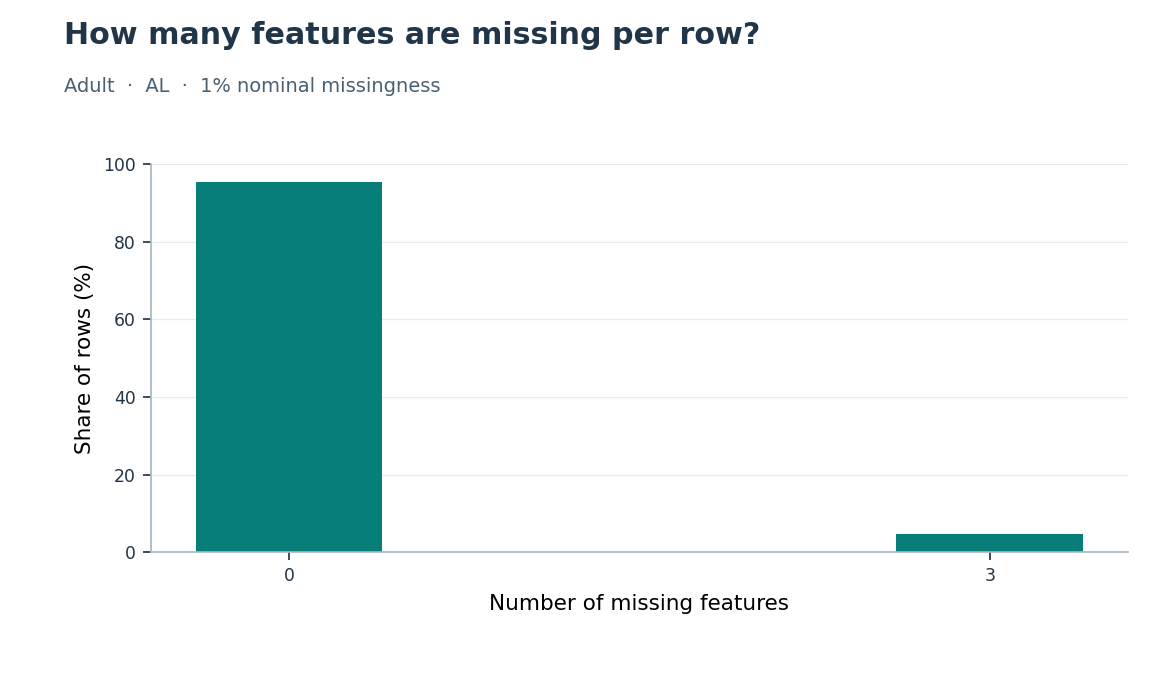 How many features are missing per row?
Adult · AL · 1% nominal missingness
100
80
60
40
20
0
Share of rows (%)
0 3
Number of missing features